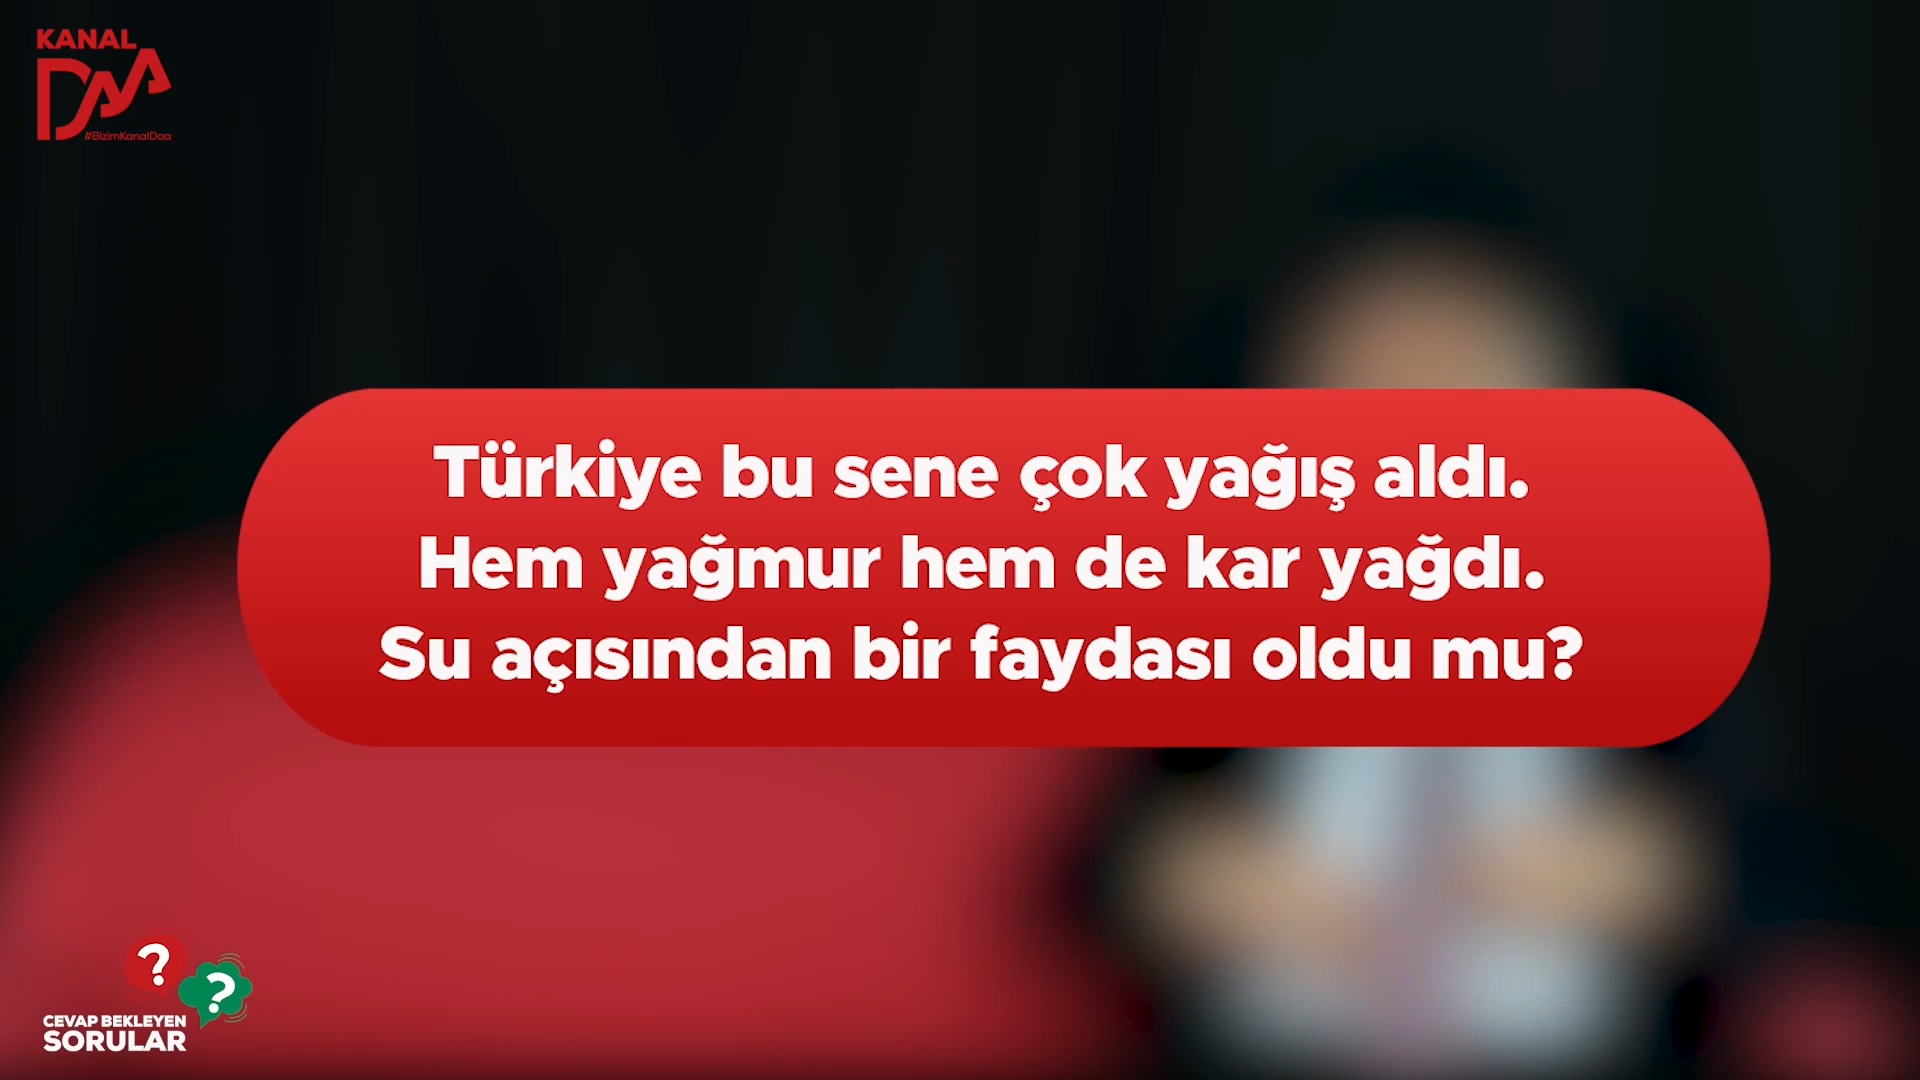 KANAL
DAA
#BizimKanalDaa
Türkiye bu sene çok yağış aldı.
Hem yağmur hem de kar yağdı.
Su açısından bir faydası oldu mu?
? ?
CEVAP BEKLEYEN
SORULAR